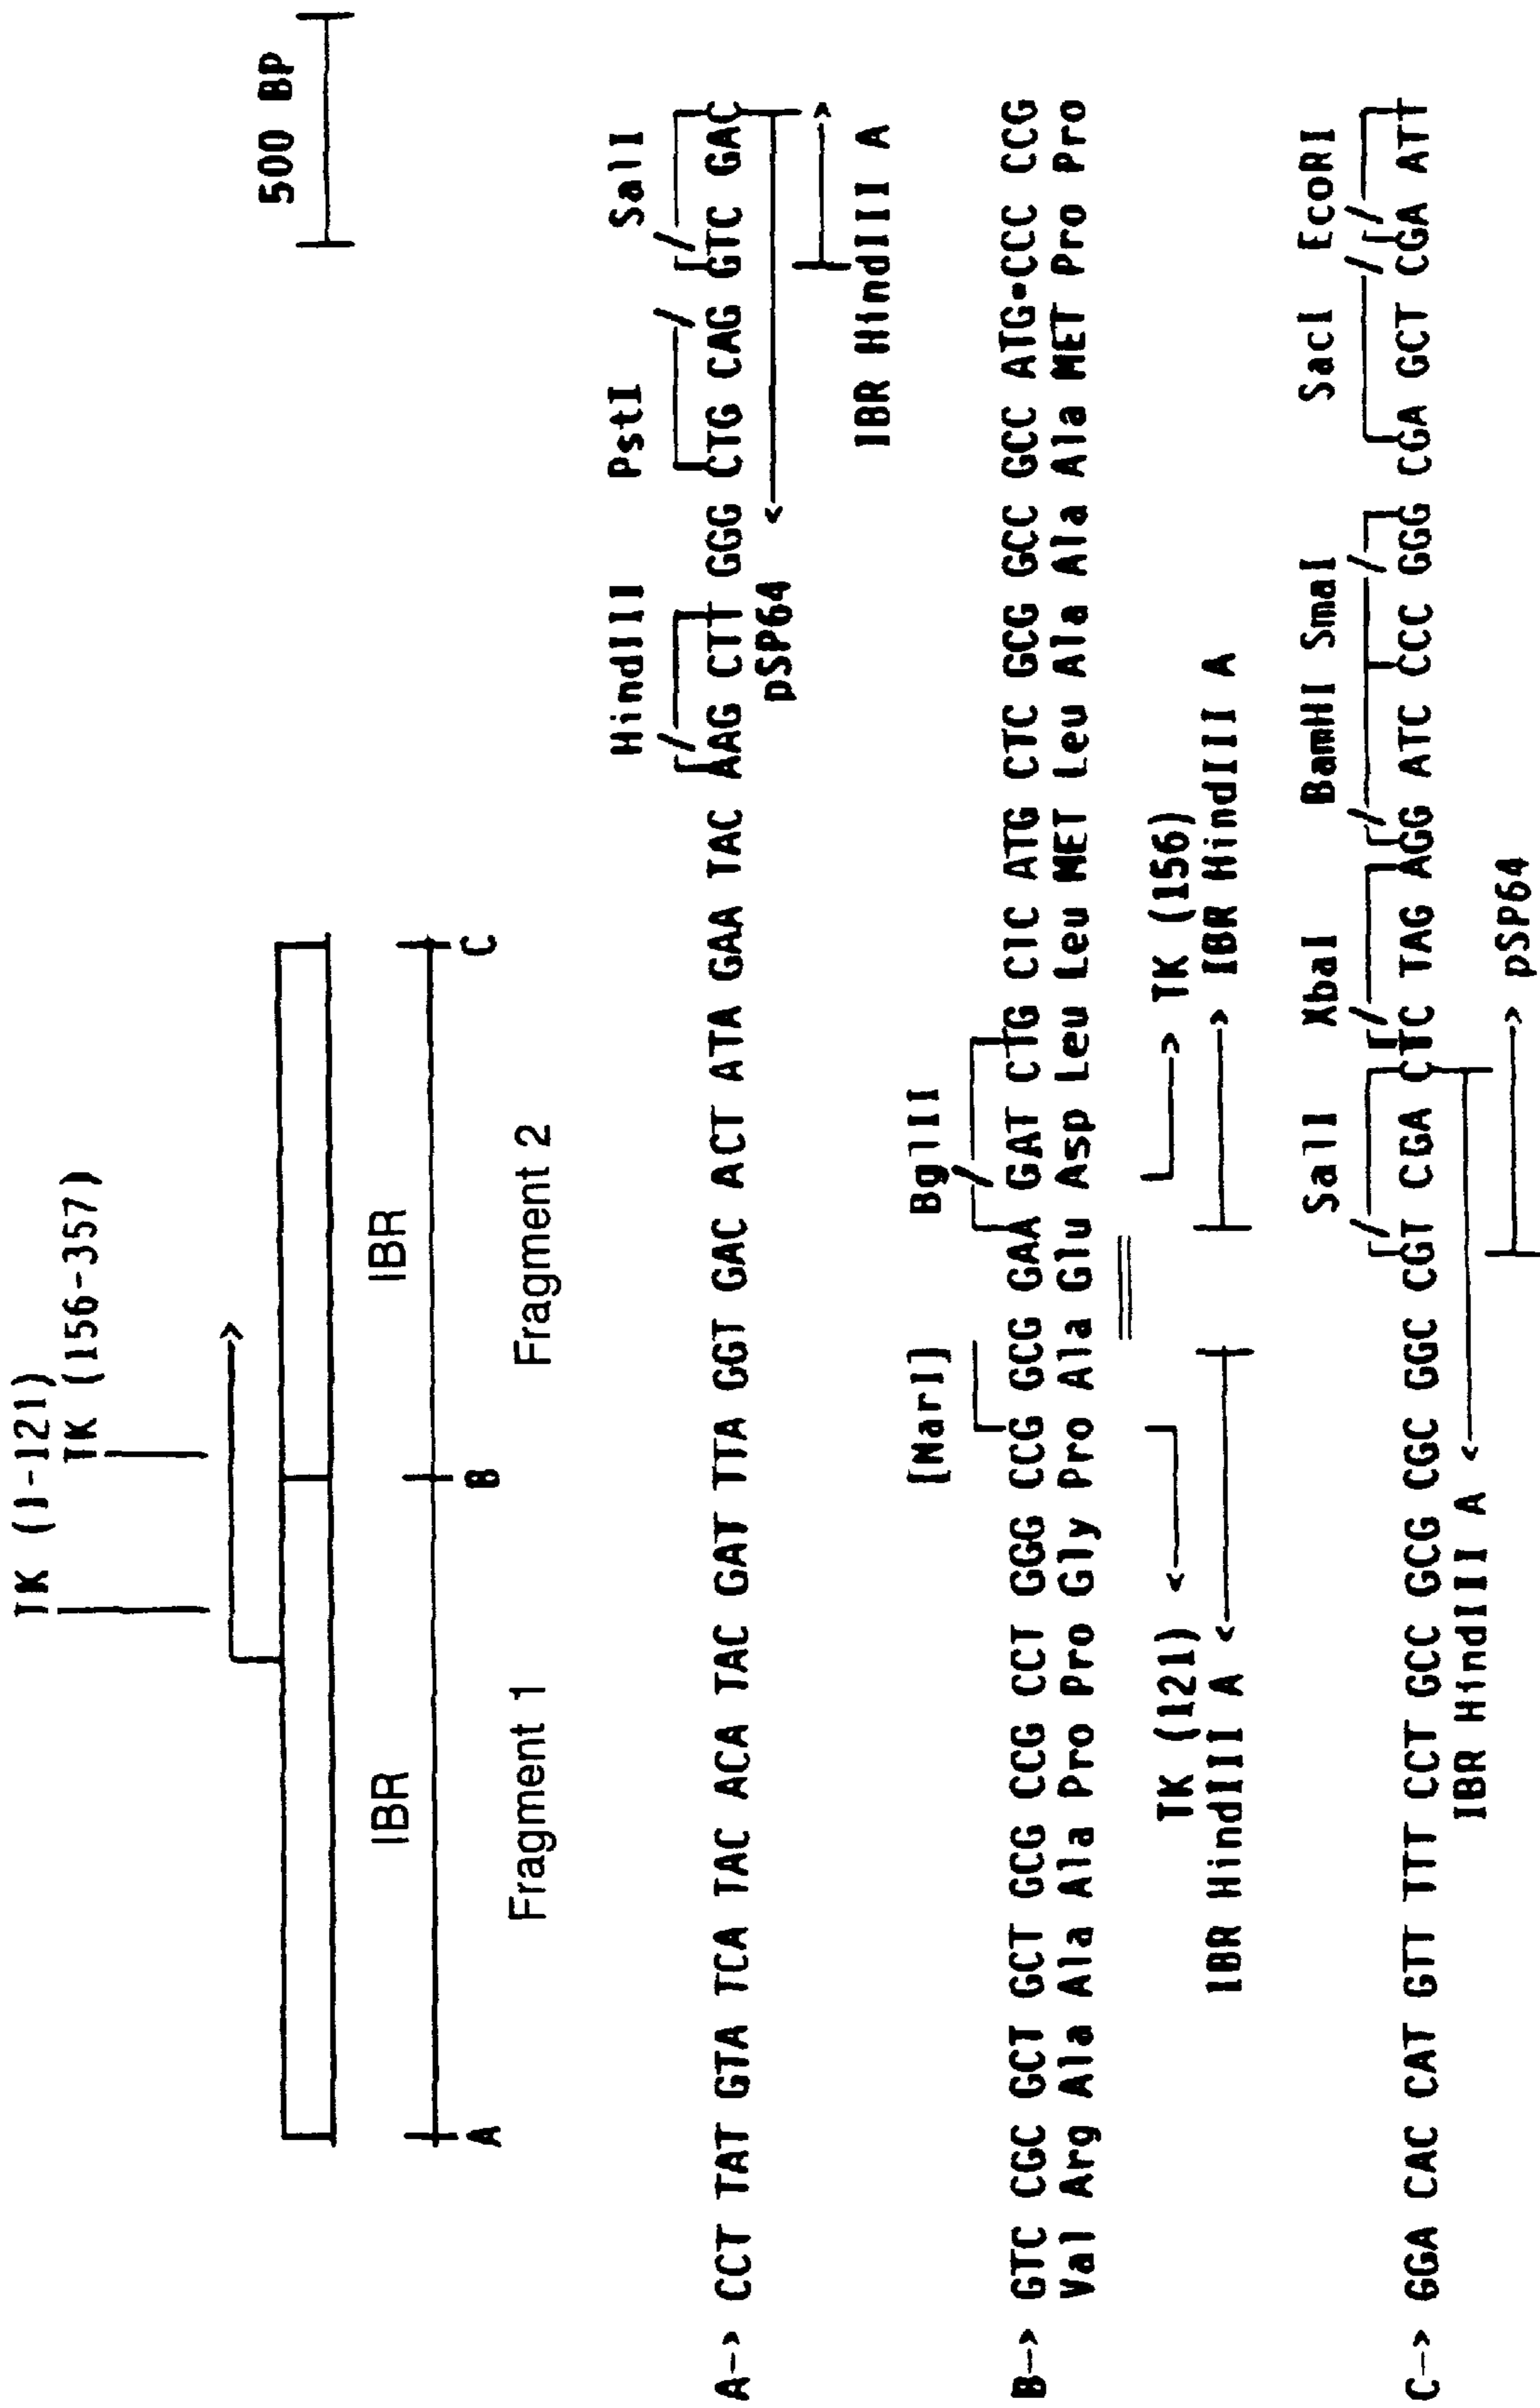 TK (1-121)
TK (156-357)
500 BP
IBR IBR
A B C
Fragment 1 Fragment 2
HindIII PstI SalI
A--> CCT TAT GTA TCA TAC ACA TAC GAT TTA GGT GAC ACT ATA GAA TAC AAG CTT GGG CTG CAG GTC GAC
pSP64 <
>
IBR HindIII A
[NarI] BglII
B--> GTC CGC GCT GCT GCG CCG CCT GGG CCG GCG GAA GAT CTG CTC ATG CTC GCG GCC GCC ATG•CCC CCG
Val Arg Ala Ala Ala Pro Pro Gly Pro Ala Glu Asp Leu Leu MET Leu Ala Ala Ala MET Pro Pro
TK (121) < > TK (156)
IBR HindIII A < > IBR HindIII A
SalI XbaI BamHI SmaI SacI EcoRI
C--> GGA CAC CAT GTT TTT CCT GCC GCG CGC GGC CGT CGA CTC TAG AGG ATC CCC GGG CGA GCT CGA ATT
IBR HindIII A <
> pSP64